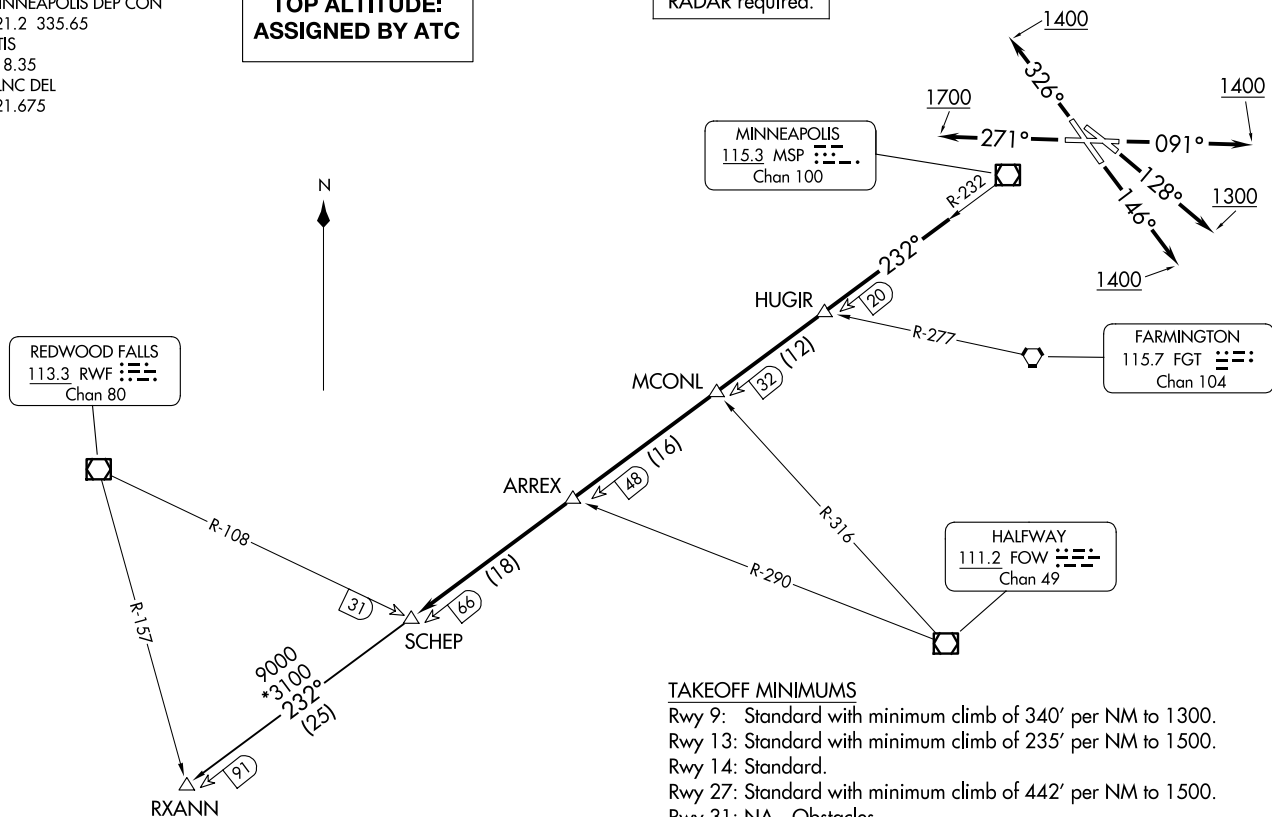 INNEAPOLIS DEP CON
21.2 335.65
TIS
8.35
NC DEL
21.675
TOP ALTITUDE:
ASSIGNED BY ATC
RADAR required.
1400
326°
1700
271°
091°
1400
128°
1300
146°
1400
MINNEAPOLIS
115.3 MSP
Chan 100
R-232
232°
N
HUGIR
20
R-277
FARMINGTON
115.7 FGT
Chan 104
(12)
REDWOOD FALLS
113.3 RWF
Chan 80
MCONL
32
(16)
ARREX
48
R-316
R-108
(18)
R-290
HALFWAY
111.2 FOW
Chan 49
31
66
R-157
SCHEP
9000
*3100
232°
(25)
91
RXANN
TAKEOFF MINIMUMS
Rwy 9: Standard with minimum climb of 340' per NM to 1300.
Rwy 13: Standard with minimum climb of 235' per NM to 1500.
Rwy 14: Standard.
Rwy 27: Standard with minimum climb of 442' per NM to 1500.
Rwy 31: NA - Obstacles